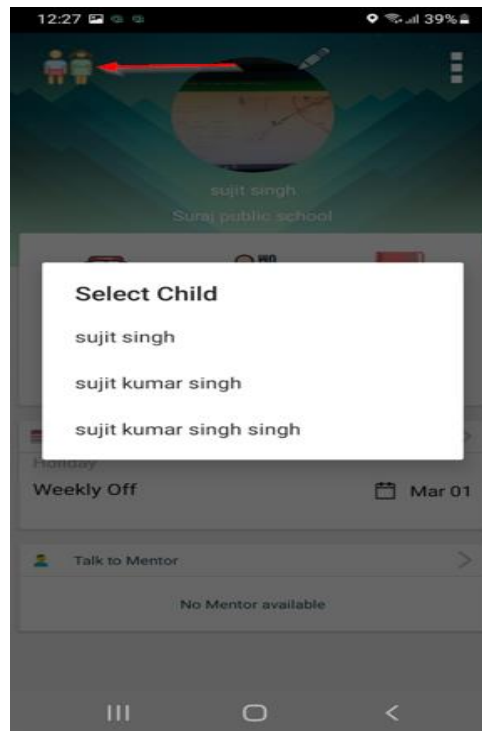 12:27 39%
sujit singh
Suraj public school
Select Child
sujit singh
sujit kumar singh
sujit kumar singh singh
Holiday
Weekly Off Mar 01
Talk to Mentor
No Mentor available